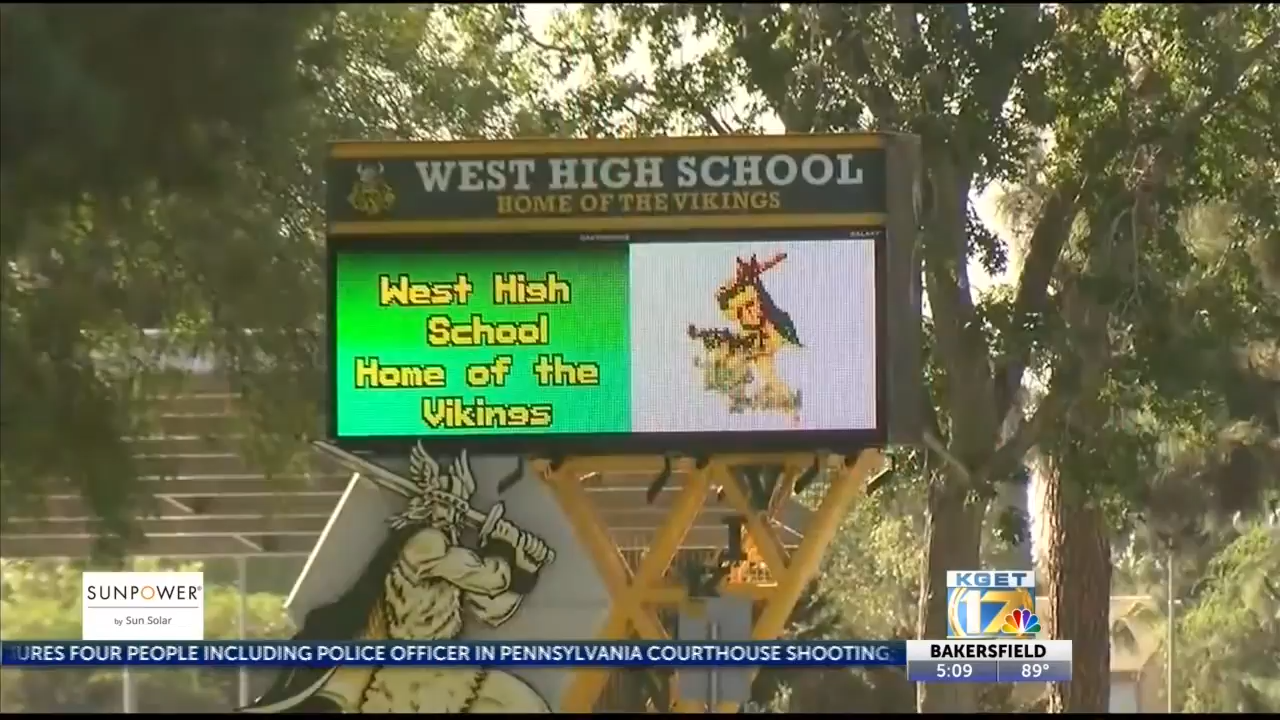 WEST HIGH SCHOOL
HOME OF THE VIKINGS
West High
School
Home of the
Vikings
SUNPOWER®
by Sun Solar
KGET
17
URES FOUR PEOPLE INCLUDING POLICE OFFICER IN PENNSYLVANIA COURTHOUSE SHOOTING
BAKERSFIELD
5:09 89°